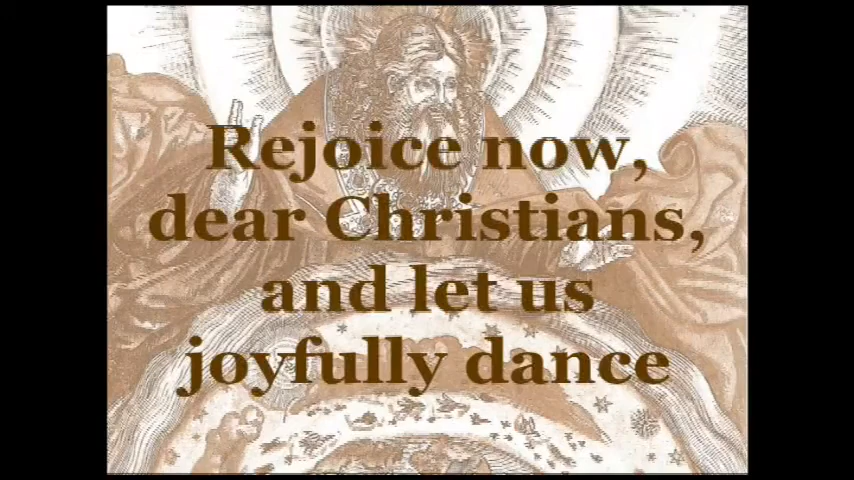 Rejoice now,
dear Christians,
and let us
joyfully dance